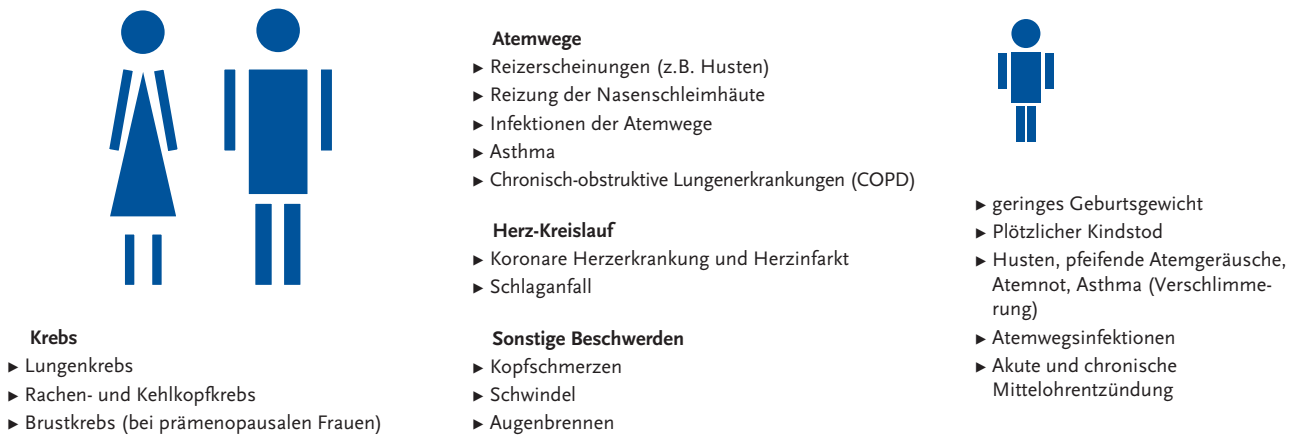 Krebs
► Lungenkrebs
► Rachen- und Kehlkopfkrebs
► Brustkrebs (bei prämenopausalen Frauen)
Atemwege
► Reizerscheinungen (z.B. Husten)
► Reizung der Nasenschleimhäute
► Infektionen der Atemwege
► Asthma
► Chronisch-obstruktive Lungenerkrankungen (COPD)
Herz-Kreislauf
► Koronare Herzerkrankung und Herzinfarkt
► Schlaganfall
Sonstige Beschwerden
► Kopfschmerzen
► Schwindel
► Augenbrennen
► geringes Geburtsgewicht
► Plötzlicher Kindstod
► Husten, pfeifende Atemgeräusche,
Atemnot, Asthma (Verschlimme-
rung)
► Atemwegsinfektionen
► Akute und chronische
Mittelohrentzündung